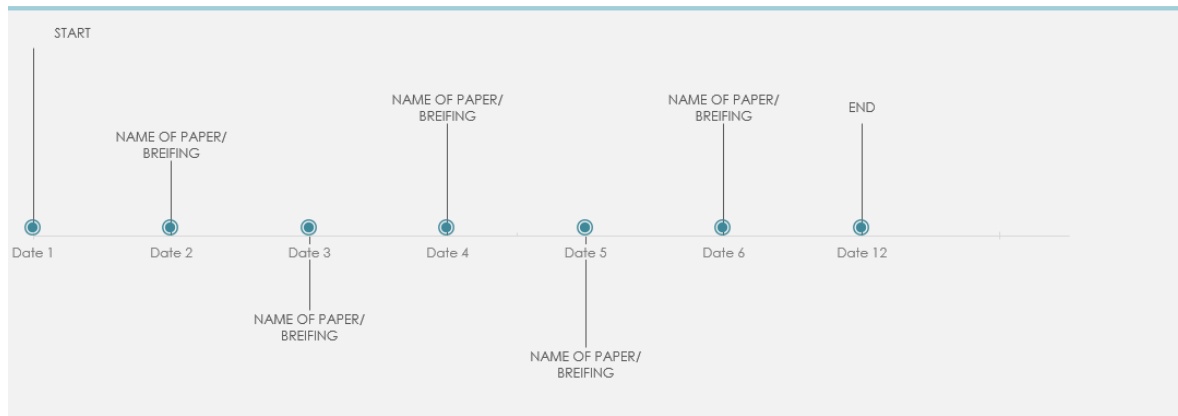 START
NAME OF PAPER/
BREIFING
NAME OF PAPER/
BREIFING
NAME OF PAPER/
BREIFING
END
Date 1
Date 2
Date 3
Date 4
Date 5
Date 6
Date 12
NAME OF PAPER/
BREIFING
NAME OF PAPER/
BREIFING